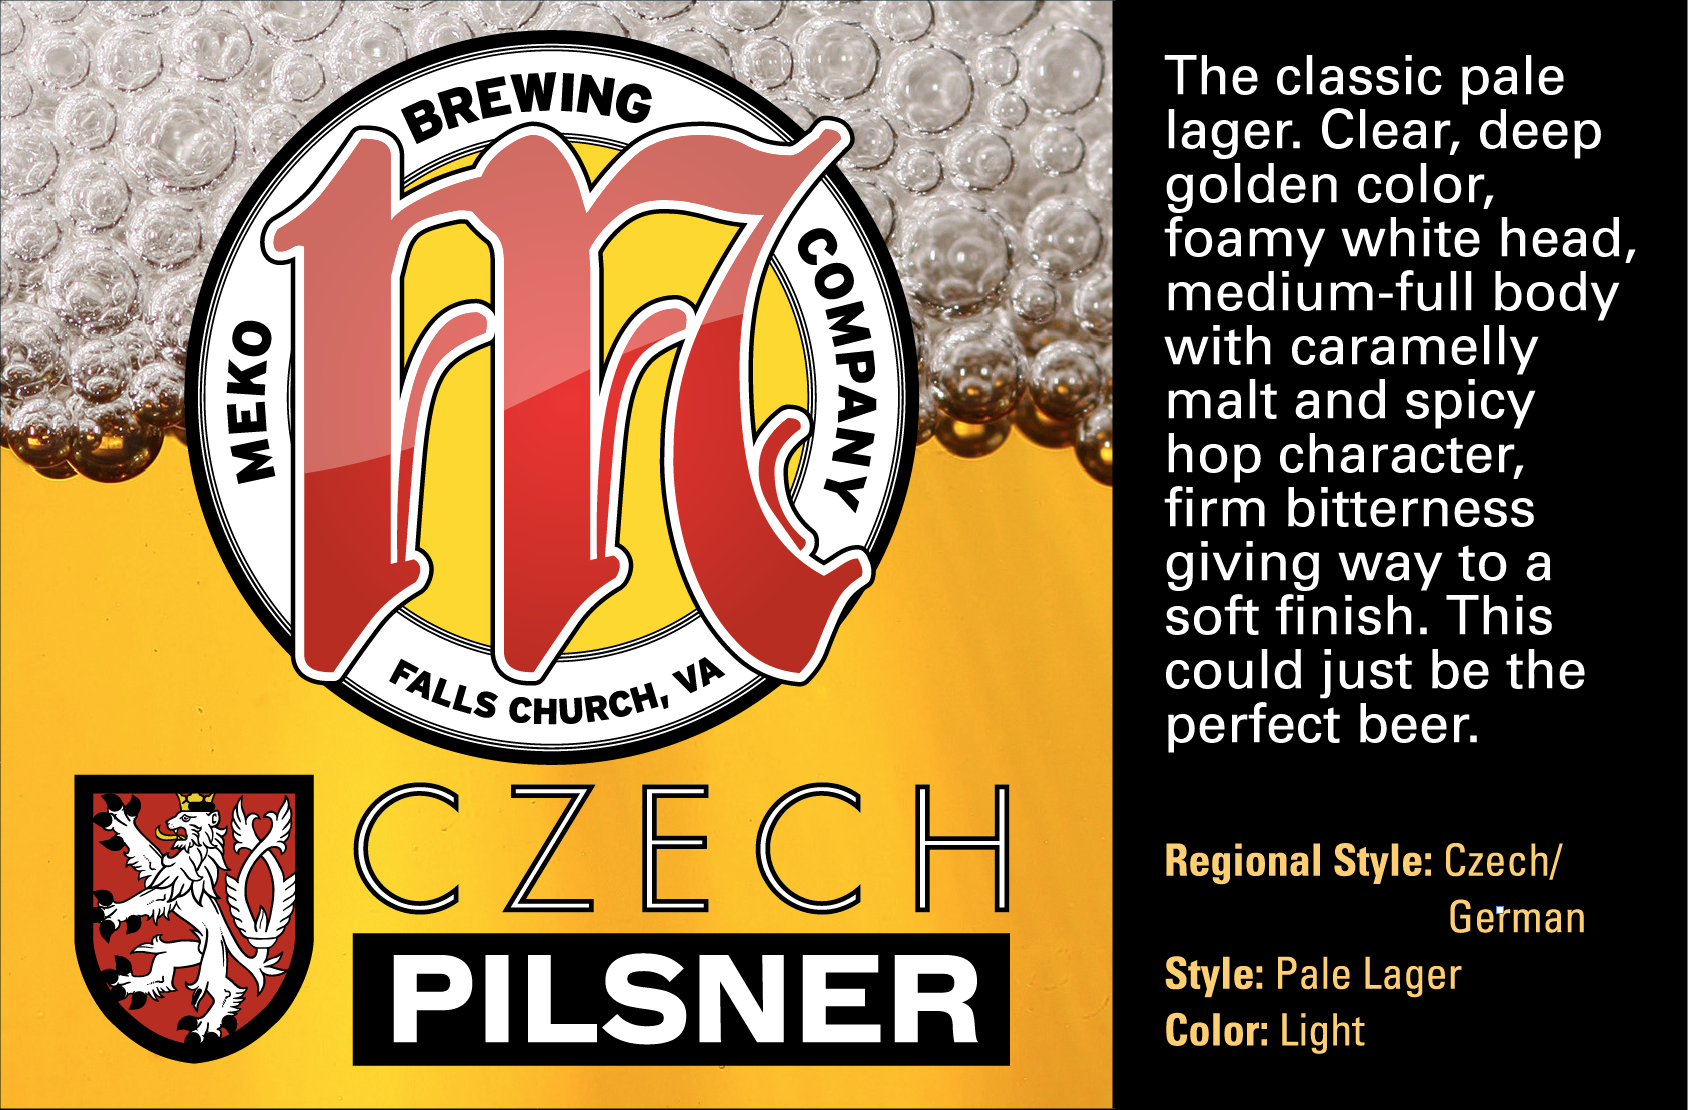 MEKO BREWING COMPANY
FALLS CHURCH, VA
CZECH
PILSNER
The classic pale
lager. Clear, deep
golden color,
foamy white head,
medium-full body
with caramelly
malt and spicy
hop character,
firm bitterness
giving way to a
soft finish. This
could just be the
perfect beer.
Regional Style: Czech/
German
Style: Pale Lager
Color: Light